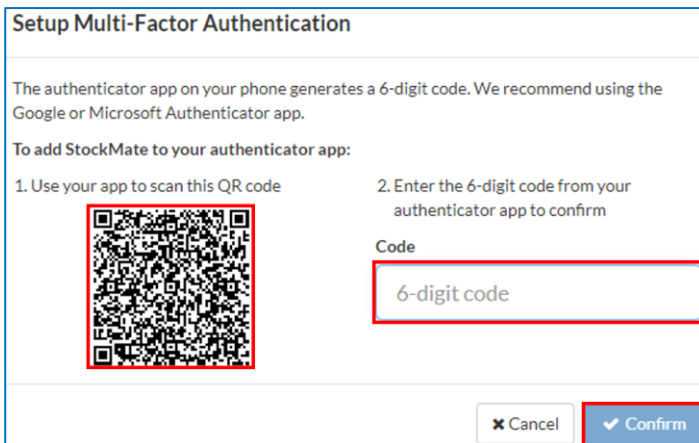 Setup Multi-Factor Authentication
The authenticator app on your phone generates a 6-digit code. We recommend using the
Google or Microsoft Authenticator app.
To add StockMate to your authenticator app:
1. Use your app to scan this QR code
2. Enter the 6-digit code from your
authenticator app to confirm
Code
6-digit code
Cancel
Confirm